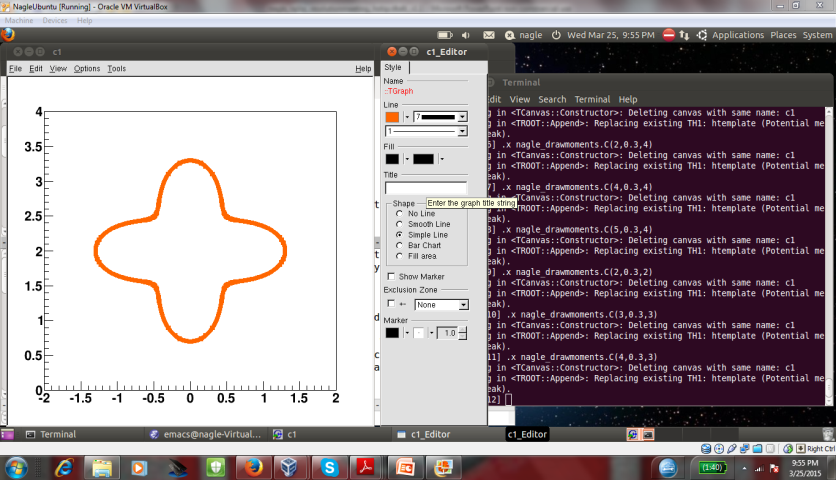 NagleUbuntu [Running] - Oracle VM VirtualBox
Machine Devices Help
nagle Wed Mar 25, 9:55 PM Applications Places System
c1
File Edit View Options Tools Help
4
3.5
3
2.5
2
1.5
1
0.5
0
-2 -1.5 -1 -0.5 0 0.5 1 1.5 2
c1_Editor
Style
Name
::TGraph
Line
7
1
Fill
Title
Enter the graph title string
Shape
No Line
Smooth Line
Simple Line
Bar Chart
Fill area
Show Marker
Exclusion Zone
None
Marker
1.0
Terminal
dit View Search Terminal Help
g in <TCanvas::Constructor>: Deleting canvas with same name: c1
g in <TROOT::Append>: Replacing existing TH1: htemplate (Potential me
eak).
5] .x nagle_drawmoments.C(2,0.3,4)
g in <TCanvas::Constructor>: Deleting canvas with same name: c1
g in <TROOT::Append>: Replacing existing TH1: htemplate (Potential me
eak).
7] .x nagle_drawmoments.C(4,0.3,4)
g in <TCanvas::Constructor>: Deleting canvas with same name: c1
g in <TROOT::Append>: Replacing existing TH1: htemplate (Potential me
eak).
3] .x nagle_drawmoments.C(5,0.3,4)
g in <TCanvas::Constructor>: Deleting canvas with same name: c1
g in <TROOT::Append>: Replacing existing TH1: htemplate (Potential me
eak).
9] .x nagle_drawmoments.C(2,0.3,2)
g in <TCanvas::Constructor>: Deleting canvas with same name: c1
g in <TROOT::Append>: Replacing existing TH1: htemplate (Potential me
eak).
10] .x nagle_drawmoments.C(3,0.3,3)
g in <TCanvas::Constructor>: Deleting canvas with same name: c1
g in <TROOT::Append>: Replacing existing TH1: htemplate (Potential me
eak).
11] .x nagle_drawmoments.C(4,0.3,3)
g in <TCanvas::Constructor>: Deleting canvas with same name: c1
g in <TROOT::Append>: Replacing existing TH1: htemplate (Potential me
eak).
12]
Terminal
emacs@nagle-Virtual...
c1
c1_Editor
c1_Editor
Right Ctrl
(1:40)
9:55 PM
3/25/2015